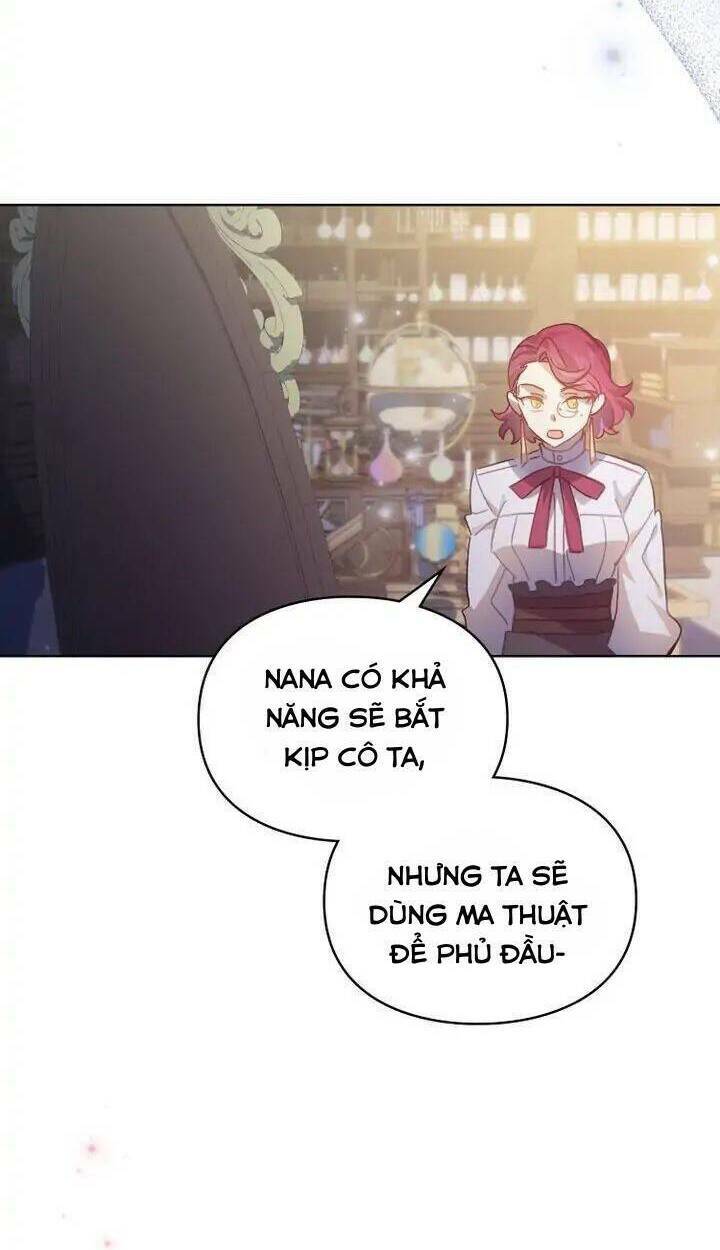 NANA CÓ KHẢ
NĂNG SẼ BẮT
KỊP CÔ TA,
NHƯNG TA SẼ
DÙNG MA THUẬT
ĐỂ PHỦ ĐẦU-